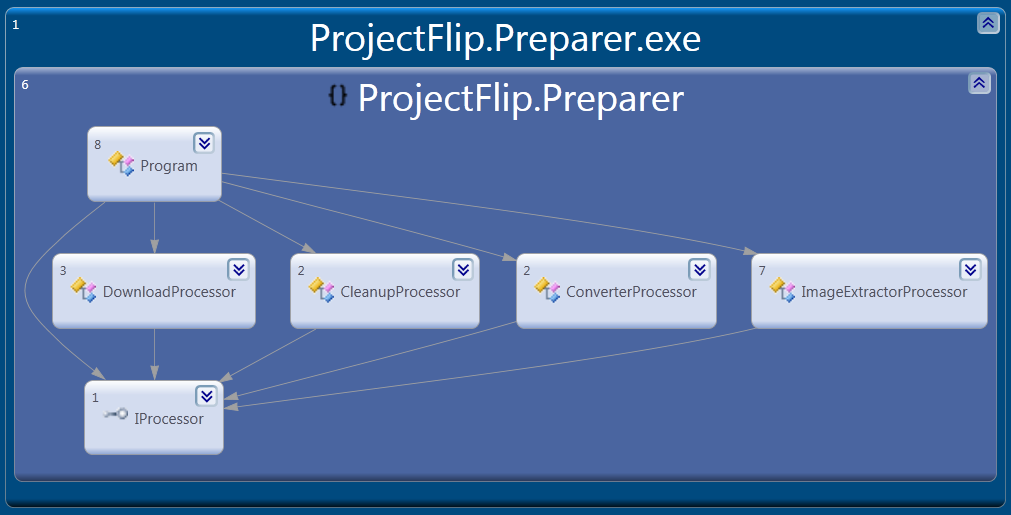 1
ProjectFlip.Preparer.exe
6
{} ProjectFlip.Preparer
8
Program
3
DownloadProcessor
2
CleanupProcessor
2
ConverterProcessor
7
ImageExtractorProcessor
1
IProcessor